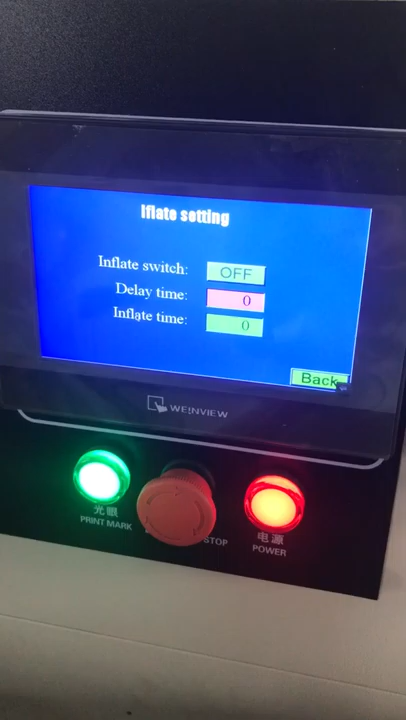 Iflate setting
Inflate switch: OFF
Delay time: 0
Inflate time: 0
Back
WEINVIEW
光眼
PRINT MARK
STOP
电源
POWER